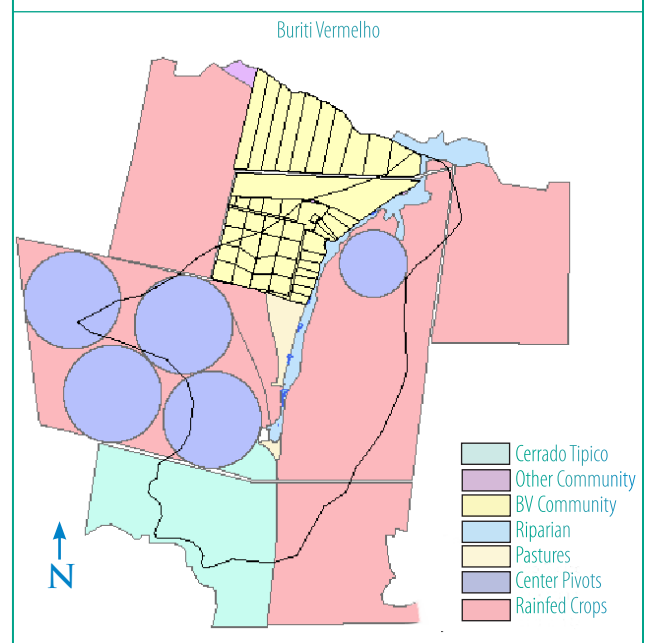 Buriti Vermelho
Cerrado Tipico
Other Community
BV Community
Riparian
Pastures
Center Pivots
Rainfed Crops
N